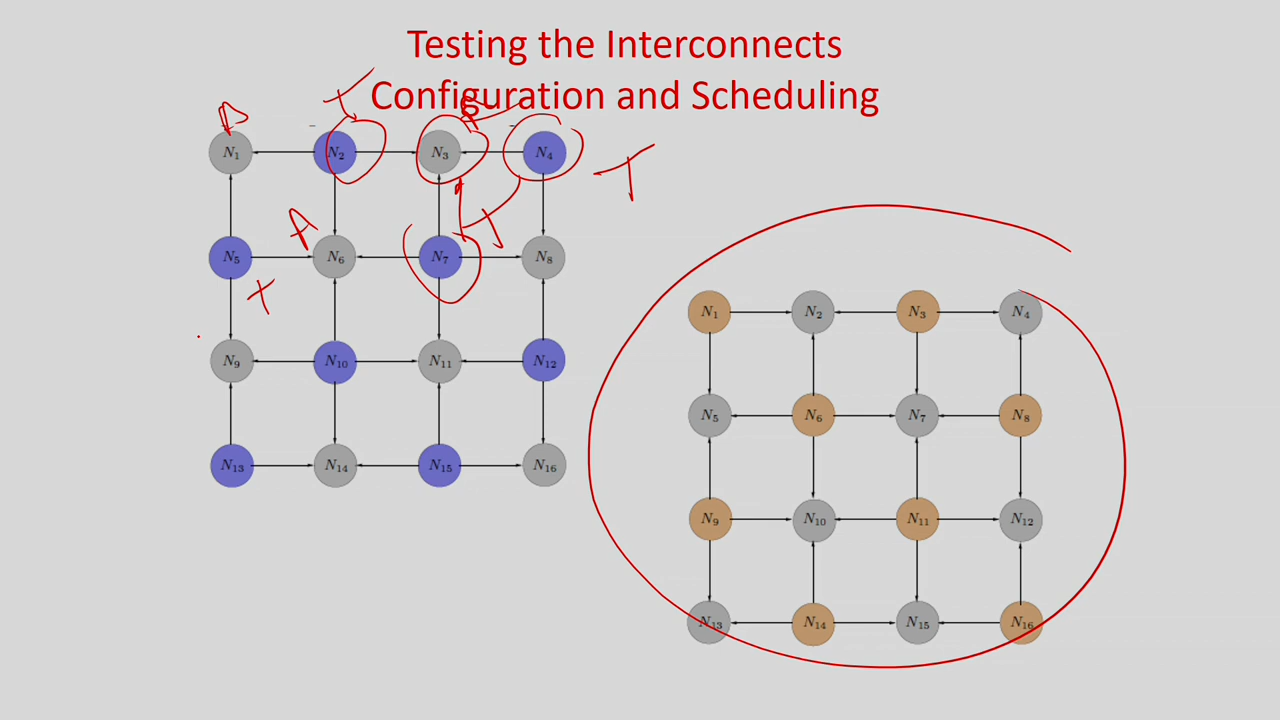 Testing the Interconnects
Configuration and Scheduling
T
T
N1 N2 N3 N4
N5 N6 N7 N8
N9 N10 N11 N12
N13 N14 N15 N16
N1 N2 N3 N4
N5 N6 N7 N8
N9 N10 N11 N12
N13 N14 N15 N16